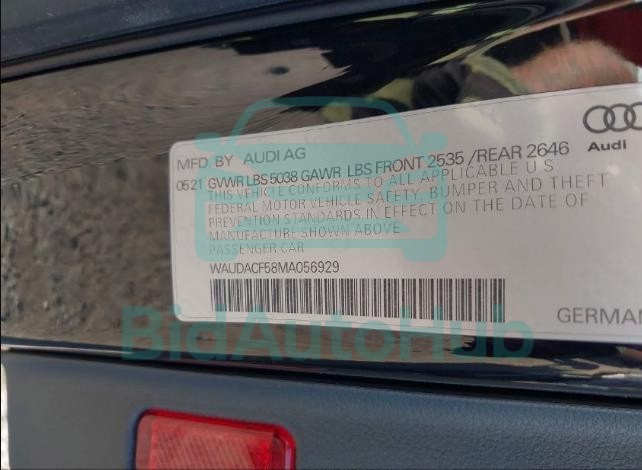 MFD. BY AUDI AG
Audi
05 21 GVWR LBS 5038 GAWR LBS FRONT 2535 /REAR 2646
THIS VEHICLE CONFORMS TO ALL APPLICABLE U S
FEDERAL MOTOR VEHICLE SAFETY, BUMPER AND THEFT
PREVENTION STANDARDS IN EFFECT ON THE DATE OF
MANUFACTURE SHOWN ABOVE
PASSENGER CAR
WAUDACF58MA056929
GERMAN
BidAutoHub